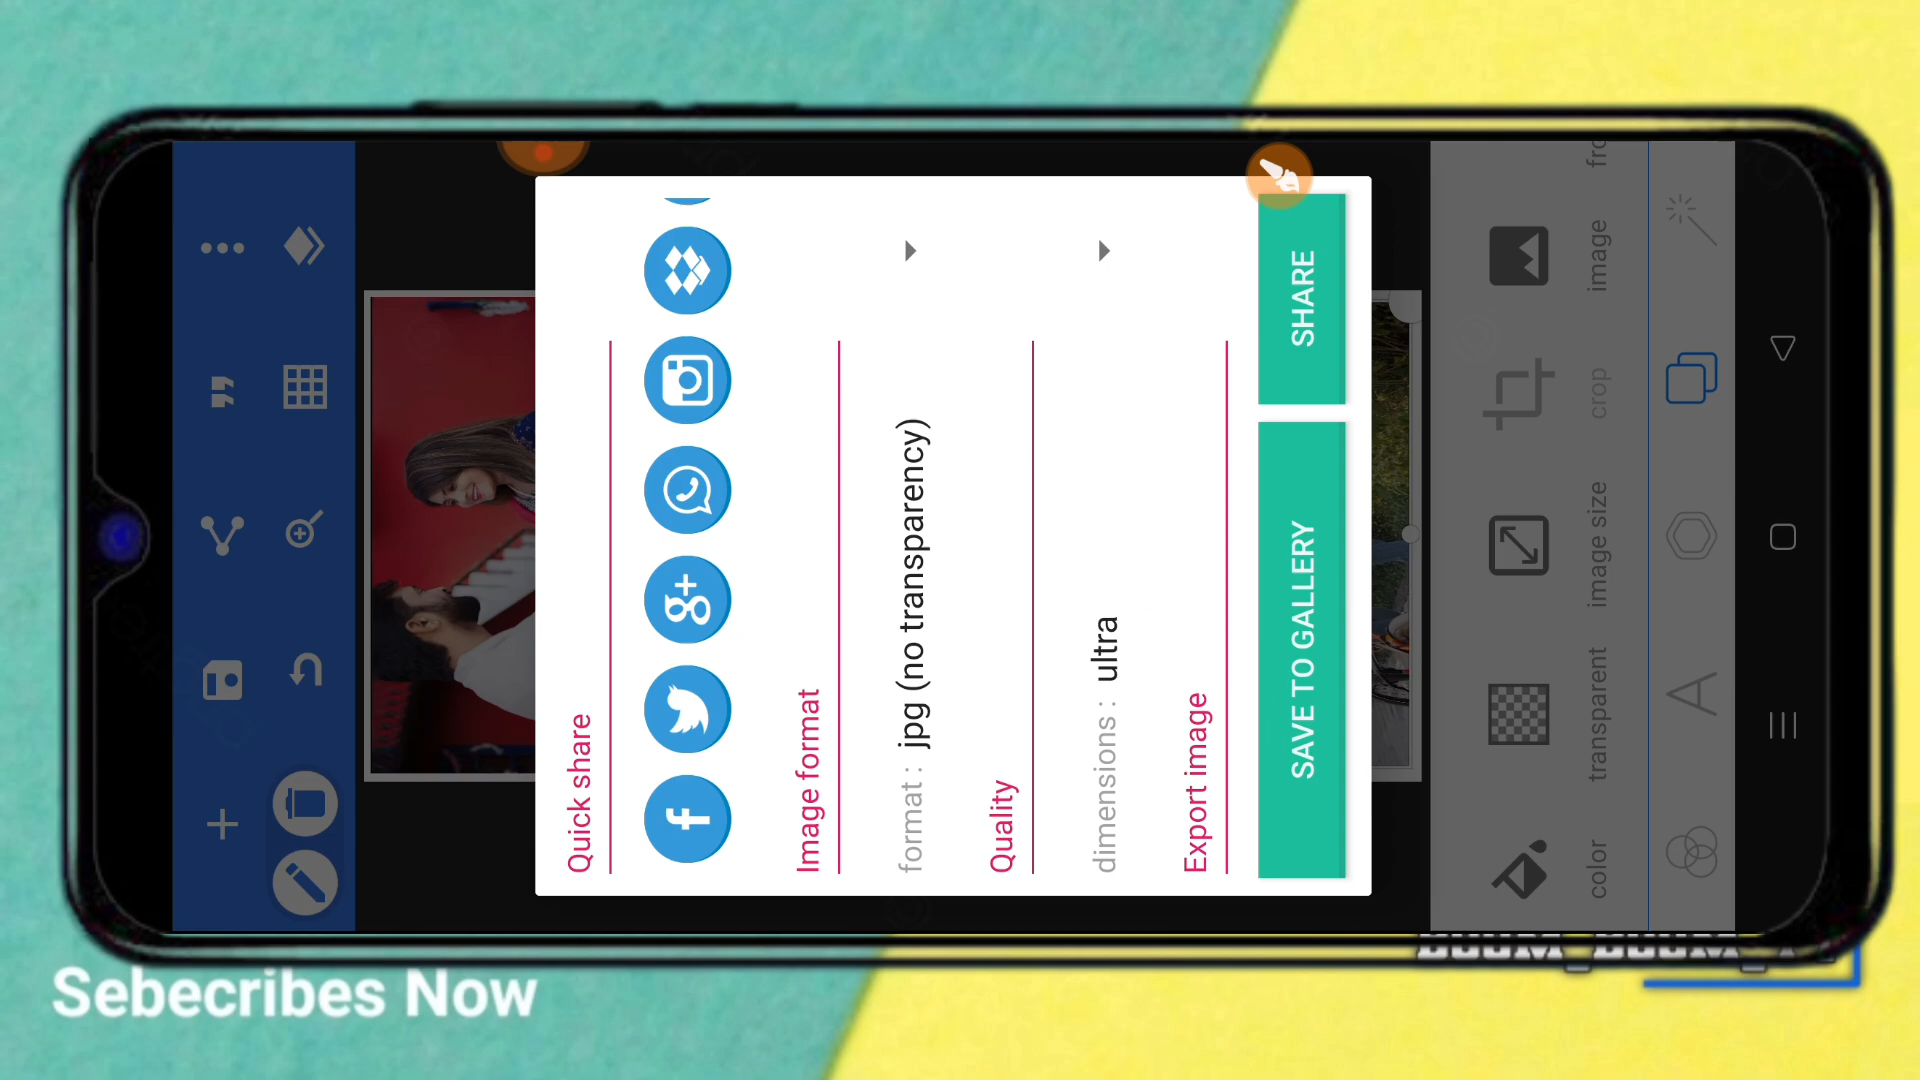 Quick share
Image format
format : jpg (no transparency)
Quality
dimensions : ultra
Export image
SAVE TO GALLERY
SHARE
color
transparent
image size
crop
image
Sebecribes Now